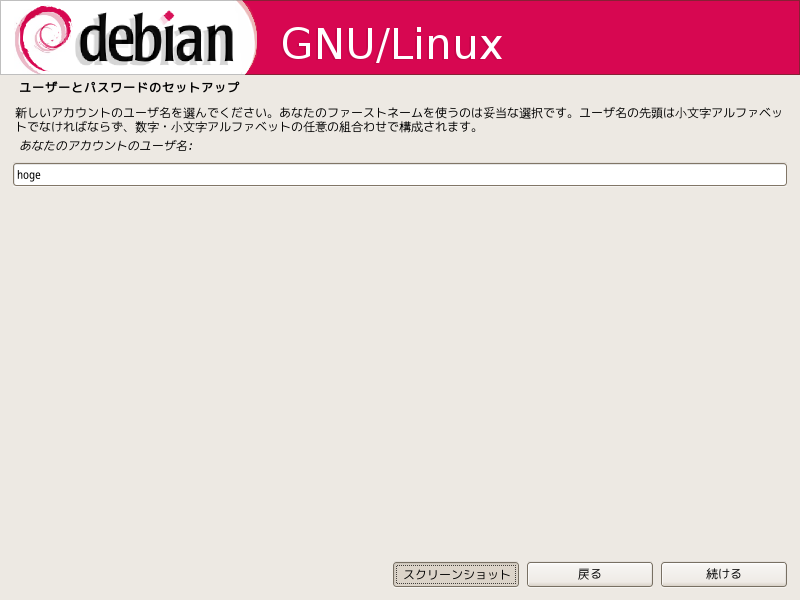 debian GNU/Linux
ユーザーとパスワードのセットアップ
新しいアカウントのユーザ名を選んでください。あなたのファーストネームを使うのは妥当な選択です。ユーザ名の先頭は小文字アルファベッ
トでなければならず、数字・小文字アルファベットの任意の組合わせで構成されます。
あなたのアカウントのユーザ名:
hoge
スクリーンショット 戻る 続ける